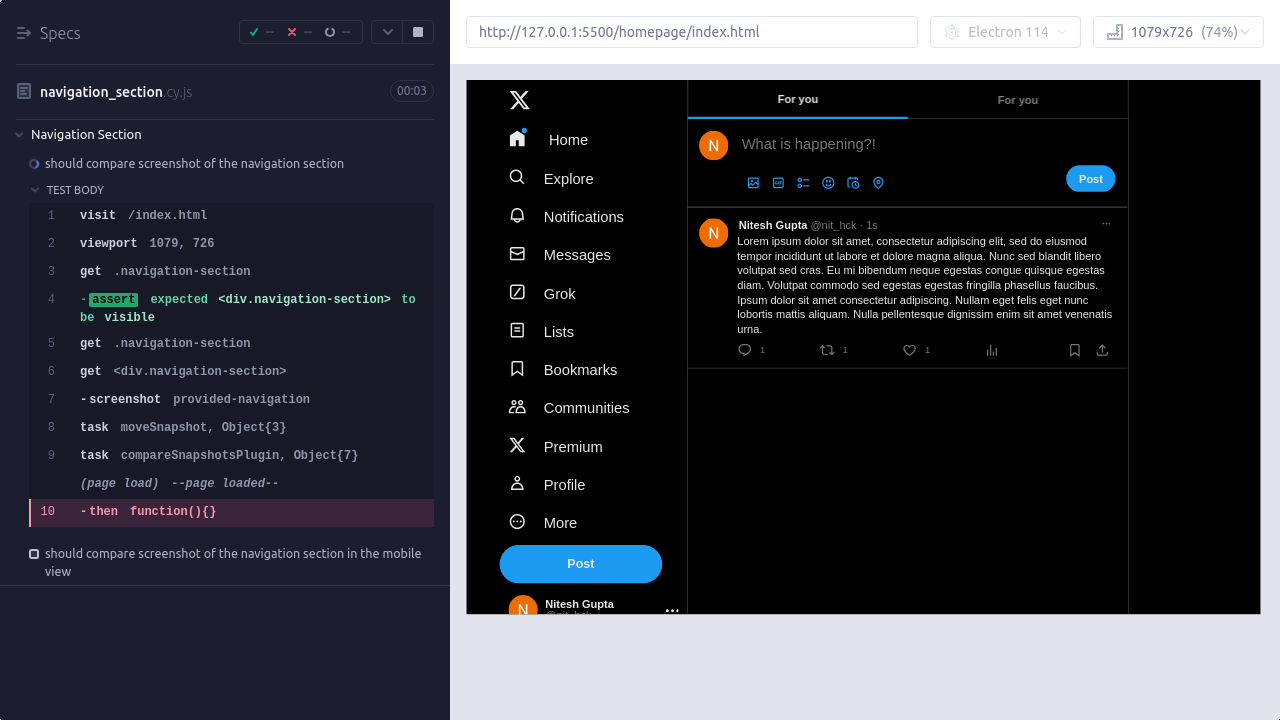 Specs
-- -- --
navigation_section.cy.js
00:03
Navigation Section
should compare screenshot of the navigation section
TEST BODY
1 visit /index.html
2 viewport 1079, 726
3 get .navigation-section
4 -assert expected <div.navigation-section> to
be visible
5 get .navigation-section
6 get <div.navigation-section>
7 -screenshot provided-navigation
8 task moveSnapshot, Object{3}
9 task compareSnapshotsPlugin, Object{7}
(page load) --page loaded--
10 -then function(){}
should compare screenshot of the navigation section in the mobile
view
http://127.0.0.1:5500/homepage/index.html
Electron 114
1079x726 (74%)
Home
Explore
Notifications
Messages
Grok
Lists
Bookmarks
Communities
Premium
Profile
More
Post
N
Nitesh Gupta
@nit_hck
For you
For you
N
What is happening?!
GIF
Post
N
Nitesh Gupta @nit_hck · 1s
Lorem ipsum dolor sit amet, consectetur adipiscing elit, sed do eiusmod
tempor incididunt ut labore et dolore magna aliqua. Nunc sed blandit libero
volutpat sed cras. Eu mi bibendum neque egestas congue quisque egestas
diam. Volutpat commodo sed egestas egestas fringilla phasellus faucibus.
Ipsum dolor sit amet consectetur adipiscing. Nullam eget felis eget nunc
lobortis mattis aliquam. Nulla pellentesque dignissim enim sit amet venenatis
urna.
1 1 1